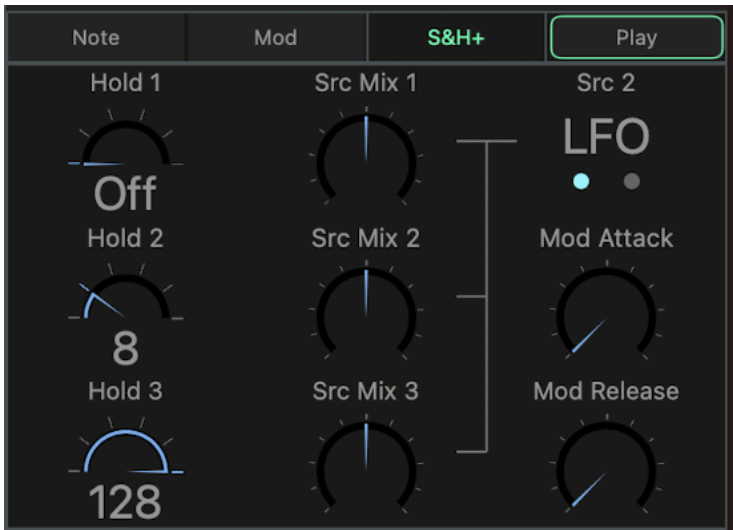 Note Mod S&H+ Play
Hold 1 Src Mix 1 Src 2
LFO
Off
Hold 2 Src Mix 2 Mod Attack
8
Hold 3 Src Mix 3 Mod Release
128